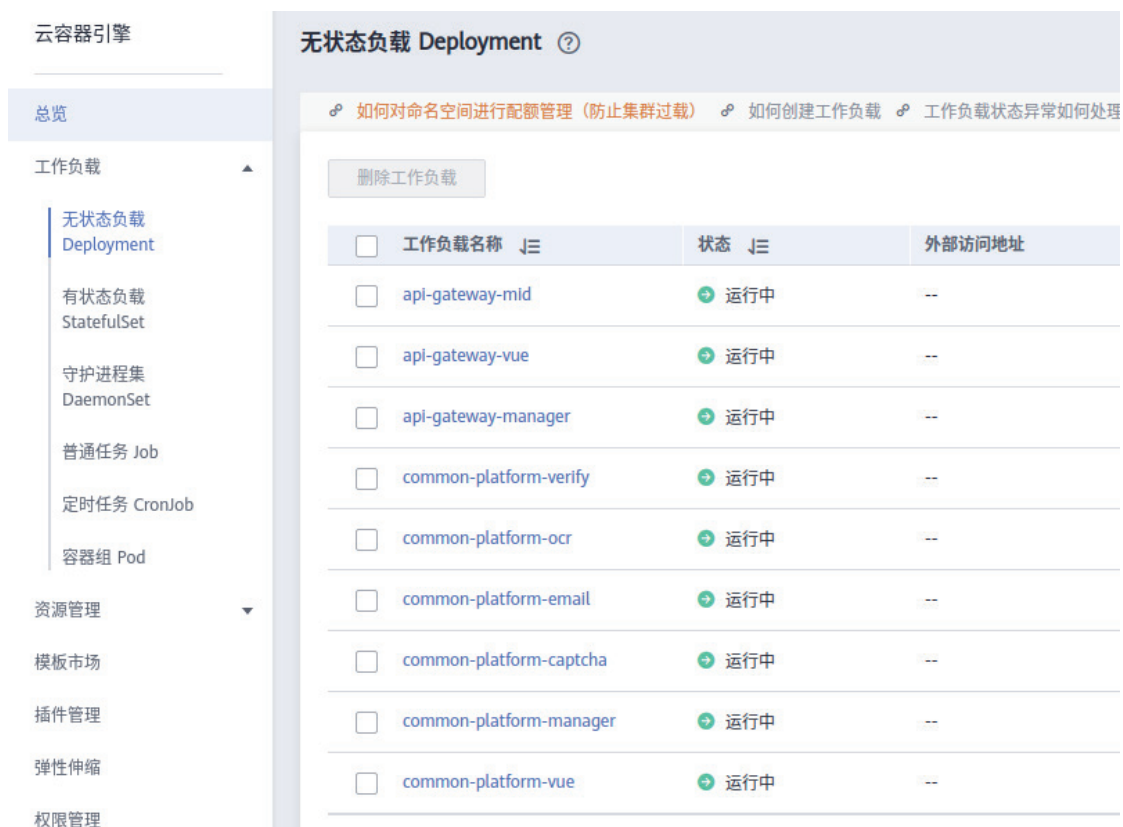 云容器引擎
总览
工作负载
无状态负载
Deployment
有状态负载
StatefulSet
守护进程集
DaemonSet
普通任务 Job
定时任务 CronJob
容器组 Pod
资源管理
模板市场
插件管理
弹性伸缩
权限管理
无状态负载 Deployment
如何对命名空间进行配额管理（防止集群过载） 如何创建工作负载 工作负载状态异常如何处理
删除工作负载
工作负载名称 状态 外部访问地址
api-gateway-mid 运行中 --
api-gateway-vue 运行中 --
api-gateway-manager 运行中 --
common-platform-verify 运行中 --
common-platform-ocr 运行中 --
common-platform-email 运行中 --
common-platform-captcha 运行中 --
common-platform-manager 运行中 --
common-platform-vue 运行中 --